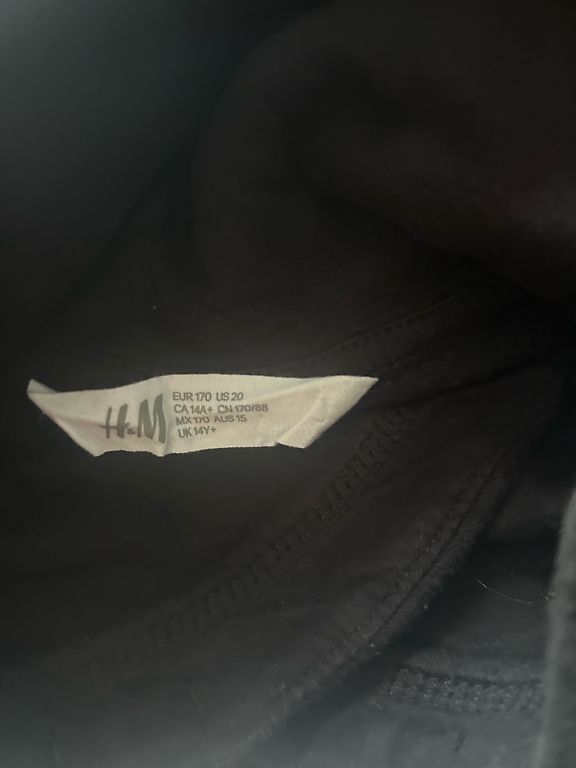 H&M
EUR 170 US 20
CA 14A+ CN 170/88
MX 170 AUS 15
UK 14Y+